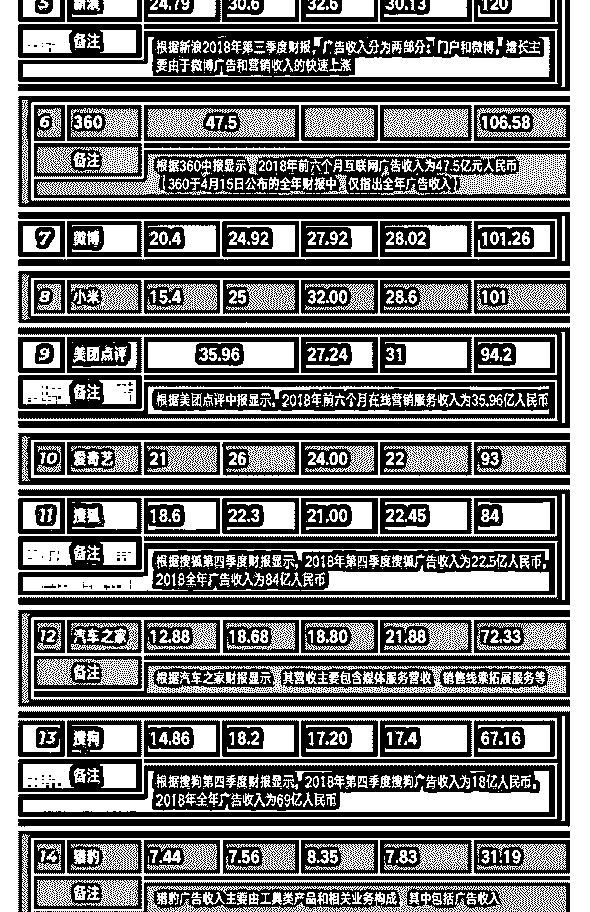 5 新浪 24.79 30.6 32.6 30.13 120
备注 根据新浪2018年第三季度财报，广告收入分为两部分：门户和微博，增长主
要由于微博广告和营销收入的快速上涨
6 360 47.5 106.58
备注 根据360中报显示，2018年前六个月互联网广告收入为47.5亿元人民币
（360于4月15日公布的全年财报中，仅指出全年广告收入）
7 微博 20.4 24.92 27.92 28.02 101.26
8 小米 15.4 25 32.00 28.6 101
9 美团点评 35.96 27.24 31 94.2
备注 根据美团点评中报显示，2018年前六个月在线营销服务收入为35.96亿人民币
10 爱奇艺 21 26 24.00 22 93
11 搜狐 18.6 22.3 21.00 22.45 84
备注 根据搜狐第四季度财报显示，2018年第四季度搜狐广告收入为22.5亿人民币，
2018全年广告收入为84亿人民币
12 汽车之家 12.88 18.68 18.80 21.88 72.33
备注 根据汽车之家财报显示，其营收主要包含媒体服务营收、销售线索拓展服务等
13 搜狗 14.86 18.2 17.20 17.4 67.16
备注 根据搜狗第四季度财报显示，2018年第四季度搜狗广告收入为18亿人民币，
2018年全年广告收入为69亿人民币
14 猎豹 7.44 7.56 8.35 7.83 31.19
备注 猎豹广告收入主要由工具类产品和相关业务构成，其中包括广告收入